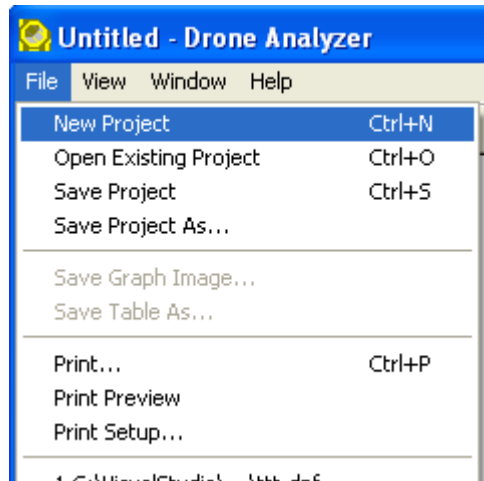 Untitled - Drone Analyzer
File View Window Help
New Project Ctrl+N
Open Existing Project Ctrl+O
Save Project Ctrl+S
Save Project As...
Save Graph Image...
Save Table As...
Print... Ctrl+P
Print Preview
Print Setup...